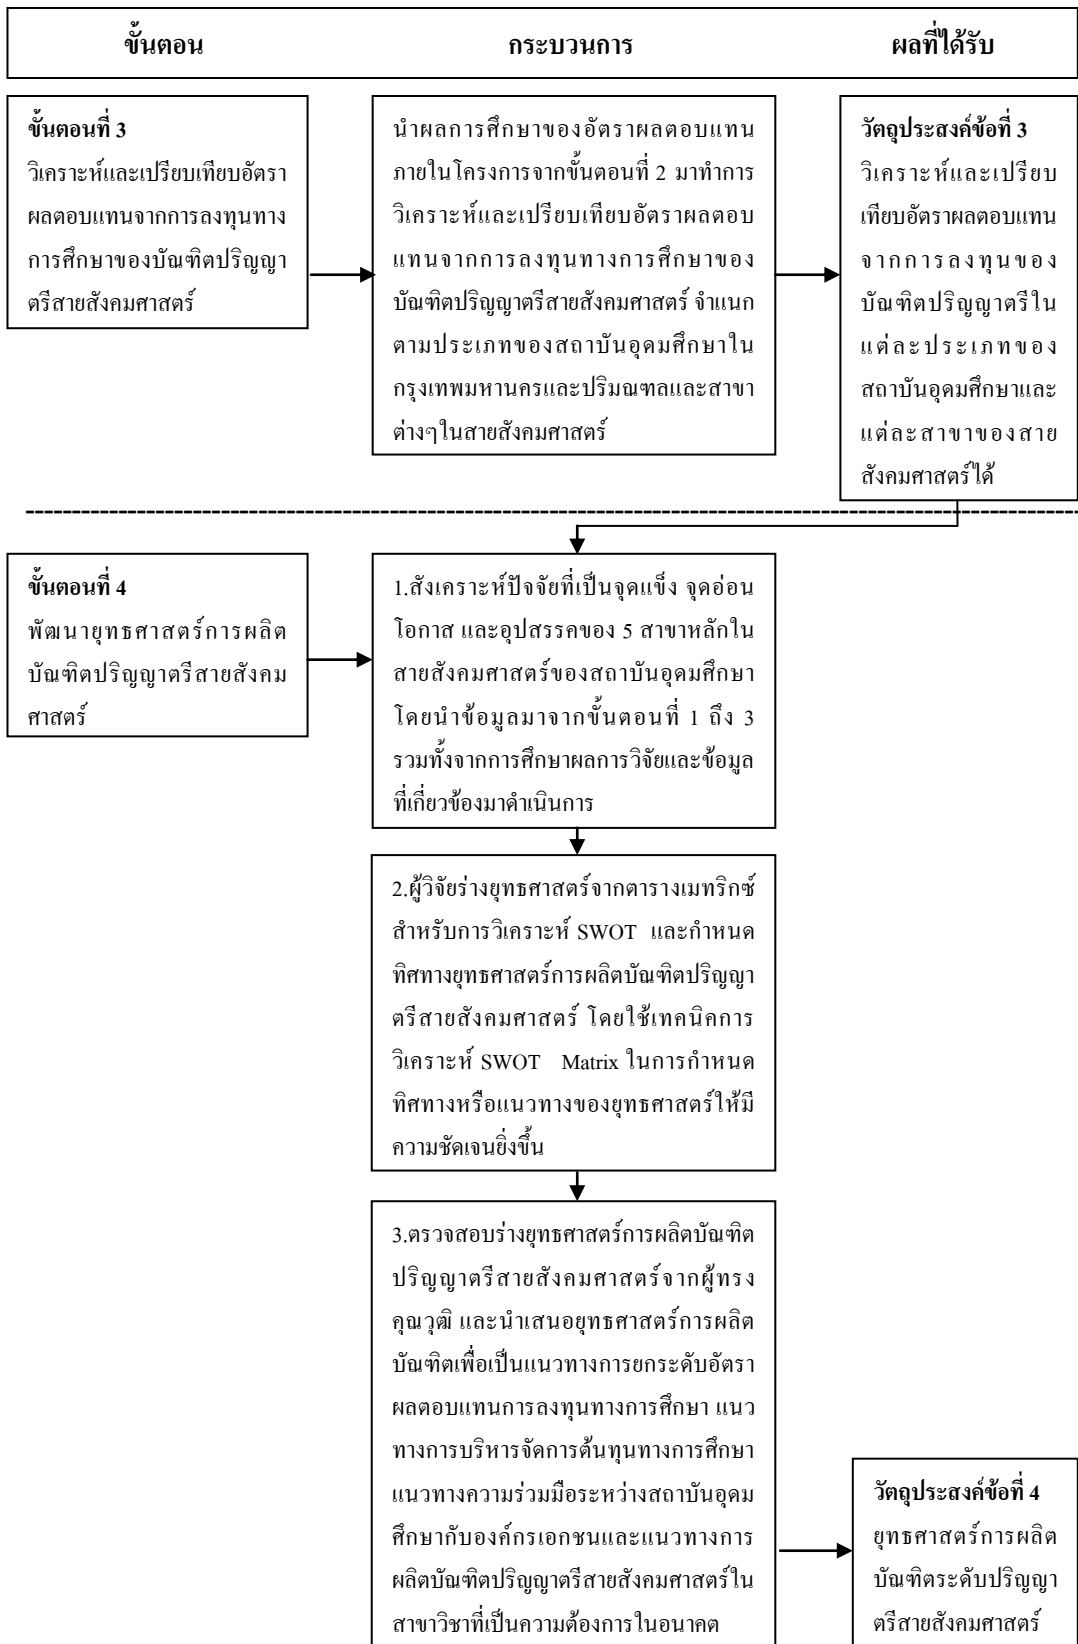 ขั้นตอน กระบวนการ ผลที่ได้รับ
ขั้นตอนที่ 3
วิเคราะห์และเปรียบเทียบอัตรา
ผลตอบแทนจากการลงทุนทาง
การศึกษาของบัณฑิตปริญญา
ตรีสายสังคมศาสตร์
นำผลการศึกษาของอัตราผลตอบแทน
ภายในโครงการจากขั้นตอนที่ 2 มาทำการ
วิเคราะห์และเปรียบเทียบอัตราผลตอบ
แทนจากการลงทุนทางการศึกษาของ
บัณฑิตปริญญาตรีสายสังคมศาสตร์ จำแนก
ตามประเภทของสถาบันอุดมศึกษาใน
กรุงเทพมหานครและปริมณฑลและสาขา
ต่างๆในสายสังคมศาสตร์
วัตถุประสงค์ข้อที่ 3
วิเคราะห์และเปรียบ
เทียบอัตราผลตอบแทน
จากการลงทุนของ
บัณฑิตปริญญาตรีใน
แต่ละประเภทของ
สถาบันอุดมศึกษาและ
แต่ละสาขาของสาย
สังคมศาสตร์ได้
ขั้นตอนที่ 4
พัฒนายุทธศาสตร์การผลิต
บัณฑิตปริญญาตรีสายสังคม
ศาสตร์
1.สังเคราะห์ปัจจัยที่เป็นจุดแข็ง จุดอ่อน
โอกาส และอุปสรรคของ 5 สาขาหลักใน
สายสังคมศาสตร์ของสถาบันอุดมศึกษา
โดยนำข้อมูลมาจากขั้นตอนที่ 1 ถึง 3
รวมทั้งจากการศึกษาผลการวิจัยและข้อมูล
ที่เกี่ยวข้องมาดำเนินการ
2.ผู้วิจัยร่างยุทธศาสตร์จากตารางเมทริกซ์
สำหรับการวิเคราะห์ SWOT และกำหนด
ทิศทางยุทธศาสตร์การผลิตบัณฑิตปริญญา
ตรีสายสังคมศาสตร์ โดยใช้เทคนิคการ
วิเคราะห์ SWOT Matrix ในการกำหนด
ทิศทางหรือแนวทางของยุทธศาสตร์ให้มี
ความชัดเจนยิ่งขึ้น
3.ตรวจสอบร่างยุทธศาสตร์การผลิตบัณฑิต
ปริญญาตรีสายสังคมศาสตร์จากผู้ทรง
คุณวุฒิ และนำเสนอยุทธศาสตร์การผลิต
บัณฑิตเพื่อเป็นแนวทางการยกระดับอัตรา
ผลตอบแทนการลงทุนทางการศึกษา แนว
ทางการบริหารจัดการต้นทุนทางการศึกษา
แนวทางความร่วมมือระหว่างสถาบันอุดม
ศึกษากับองค์กรเอกชนและแนวทางการ
ผลิตบัณฑิตปริญญาตรีสายสังคมศาสตร์ใน
สาขาวิชาที่เป็นความต้องการในอนาคต
วัตถุประสงค์ข้อที่ 4
ยุทธศาสตร์การผลิต
บัณฑิตระดับปริญญา
ตรีสายสังคมศาสตร์